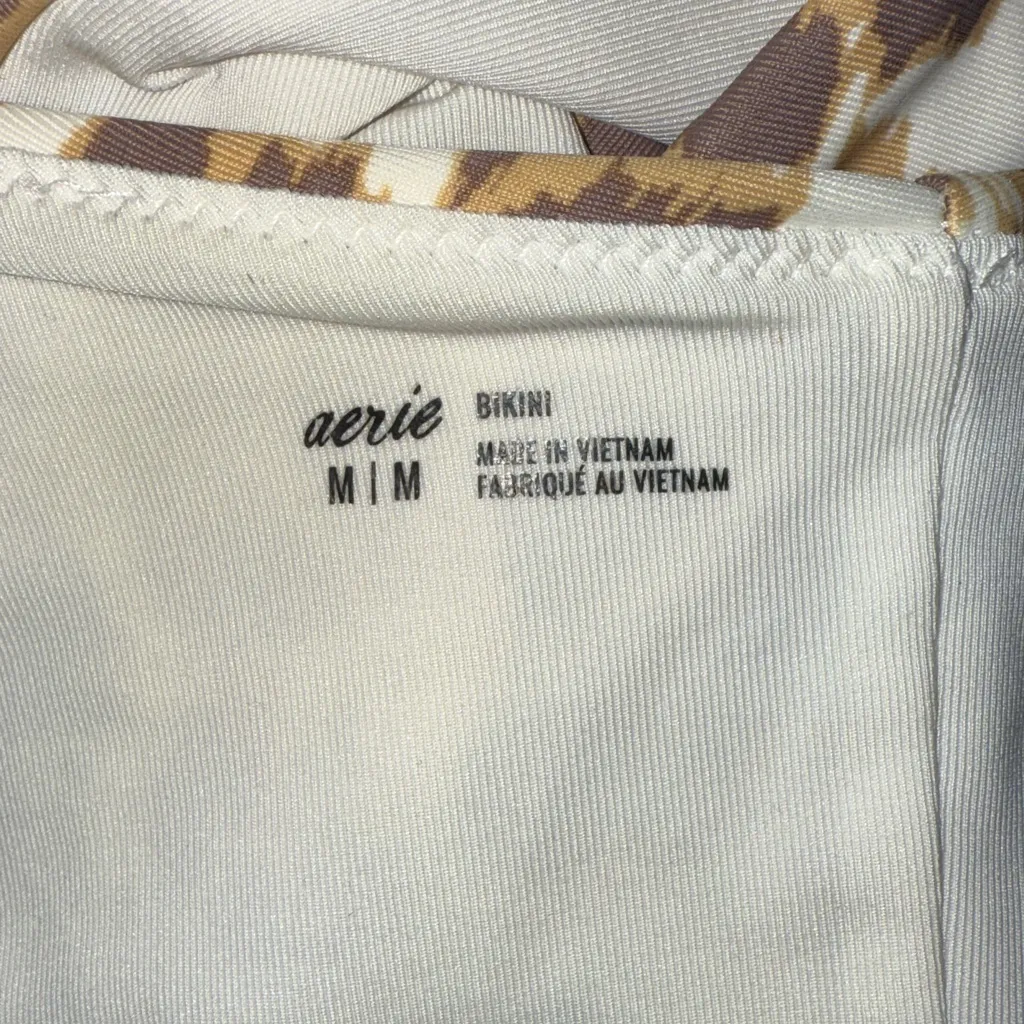 aerie
M | M
BIKINI
MADE IN VIETNAM
FABRIQUÉ AU VIETNAM